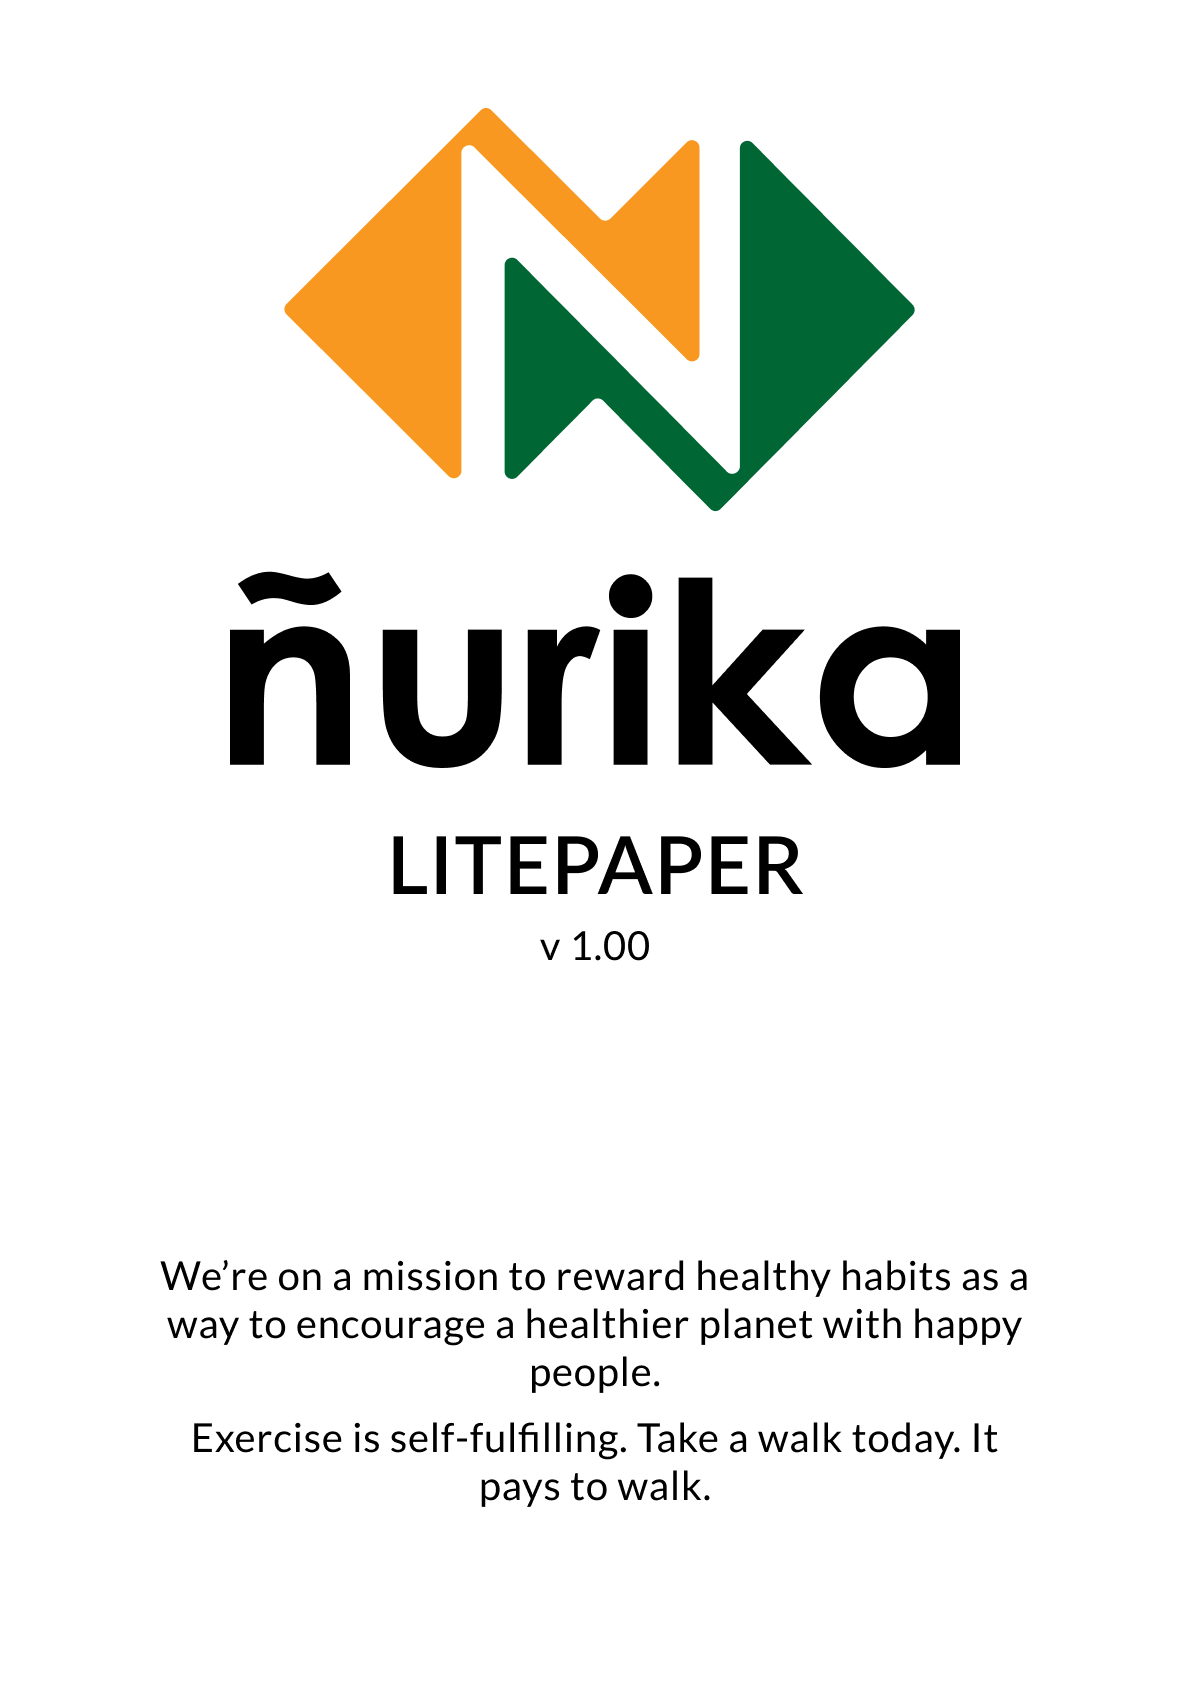 ñurika
LITEPAPER
v 1.00
We’re on a mission to reward healthy habits as a
way to encourage a healthier planet with happy
people.
Exercise is self-fulfilling. Take a walk today. It
pays to walk.